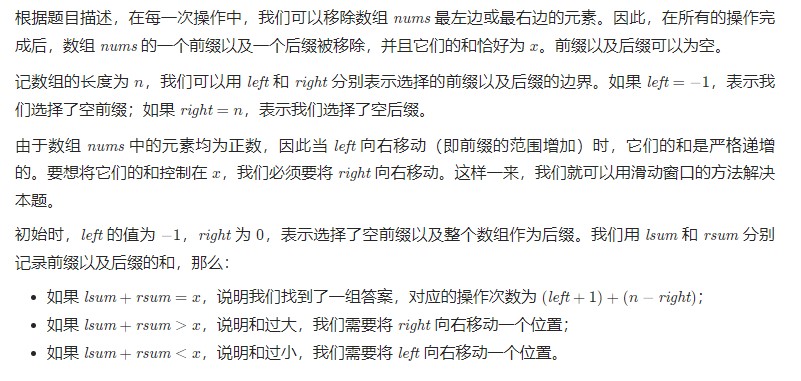 根据题目描述，在每一次操作中，我们可以移除数组 nums 最左边或最右边的元素。因此，在所有的操作完
成后，数组 nums 的一个前缀以及一个后缀被移除，并且它们的和恰好为 x。前缀以及后缀可以为空。
记数组的长度为 n，我们可以用 left 和 right 分别表示选择的前缀以及后缀的边界。如果 left = −1，表示我
们选择了空前缀；如果 right = n，表示我们选择了空后缀。
由于数组 nums 中的元素均为正数，因此当 left 向右移动（即前缀的范围增加）时，它们的和是严格递增
的。要想将它们的和控制在 x，我们必须要将 right 向右移动。这样一来，我们就可以用滑动窗口的方法解决
本题。
初始时，left 的值为 −1，right 为 0，表示选择了空前缀以及整个数组作为后缀。我们用 lsum 和 rsum 分别
记录前缀以及后缀的和，那么：
• 如果 lsum + rsum = x，说明我们找到了一组答案，对应的操作次数为 (left + 1) + (n − right)；
• 如果 lsum + rsum > x，说明和过大，我们需要将 right 向右移动一个位置；
• 如果 lsum + rsum < x，说明和过小，我们需要将 left 向右移动一个位置。